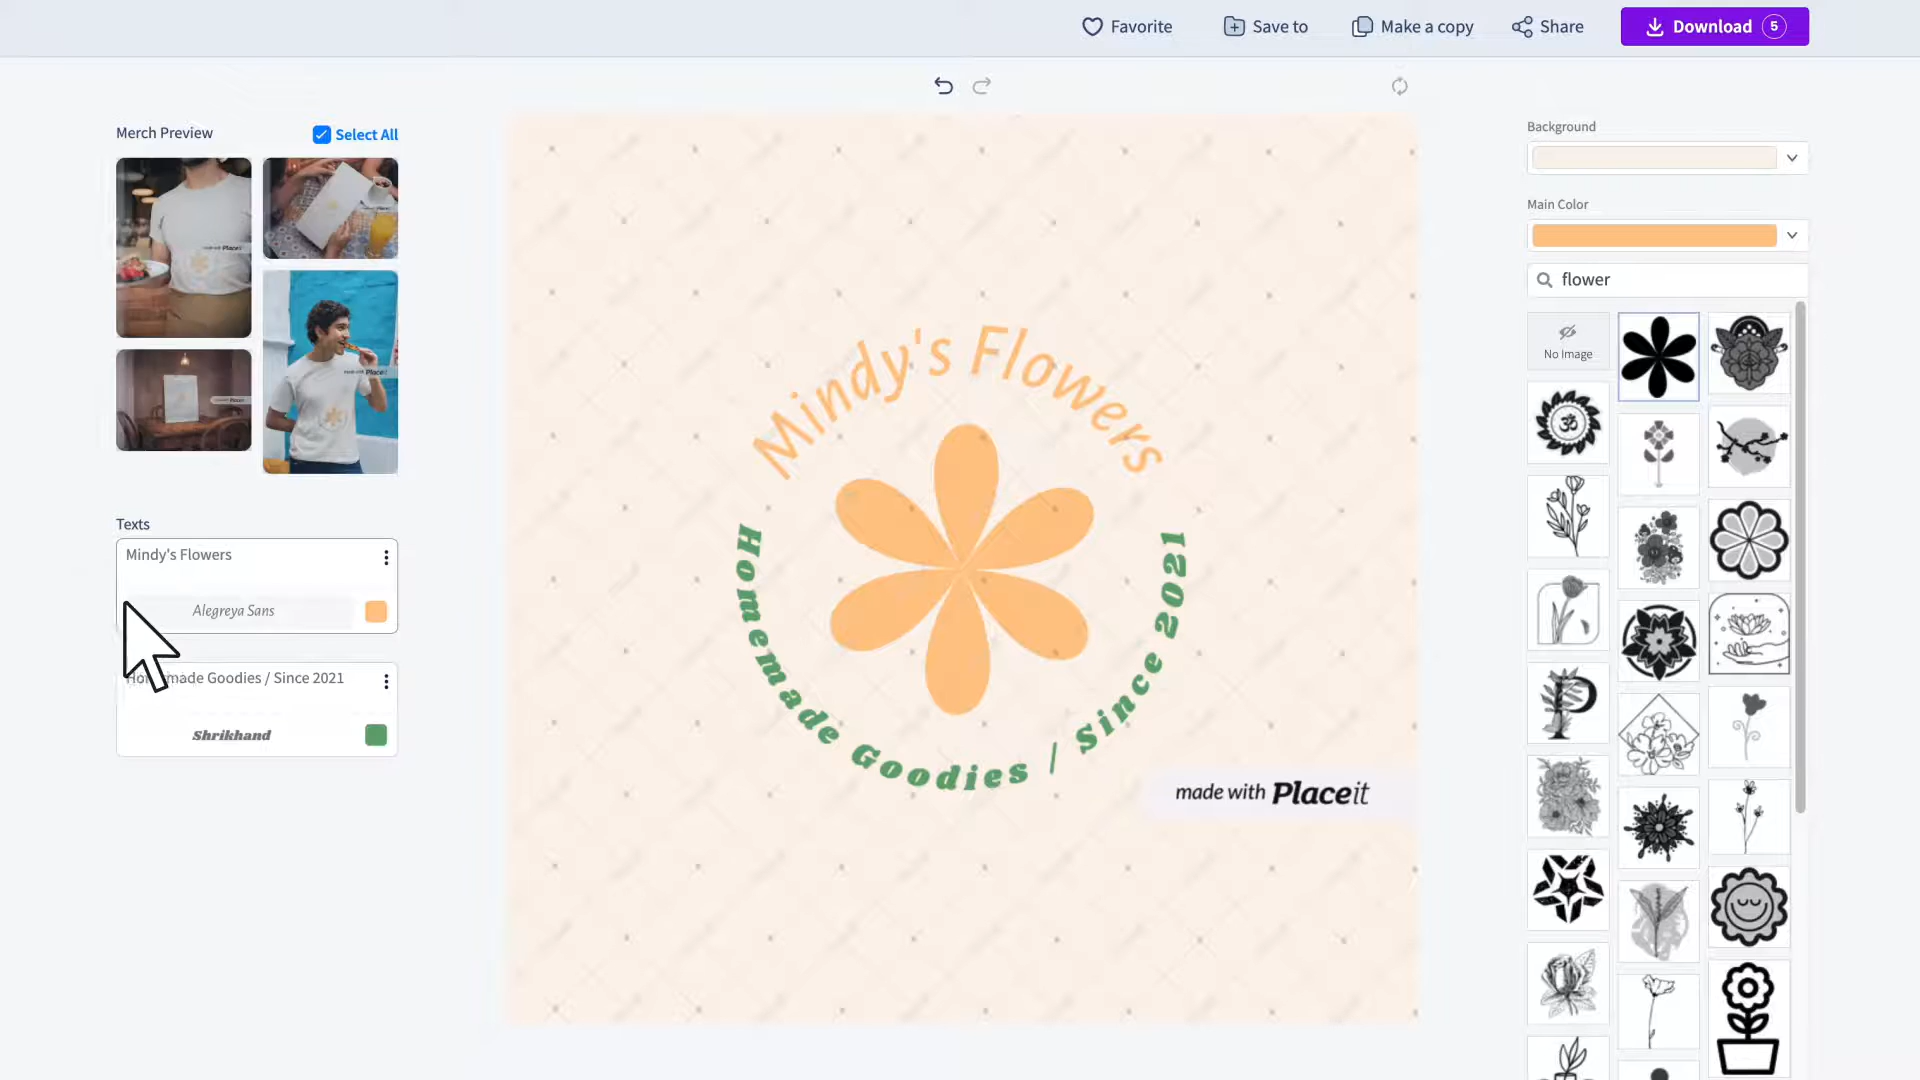 Favorite
Save to
Make a copy
Share
Download 5
Merch Preview
Select All
Texts
Mindy's Flowers
Alegreya Sans
made Goodies / Since 2021
Shrikhand
Mindy's Flowers
Homemade Goodies / Since 2021
made with Placeit
Background
Main Color
flower
No Image
P